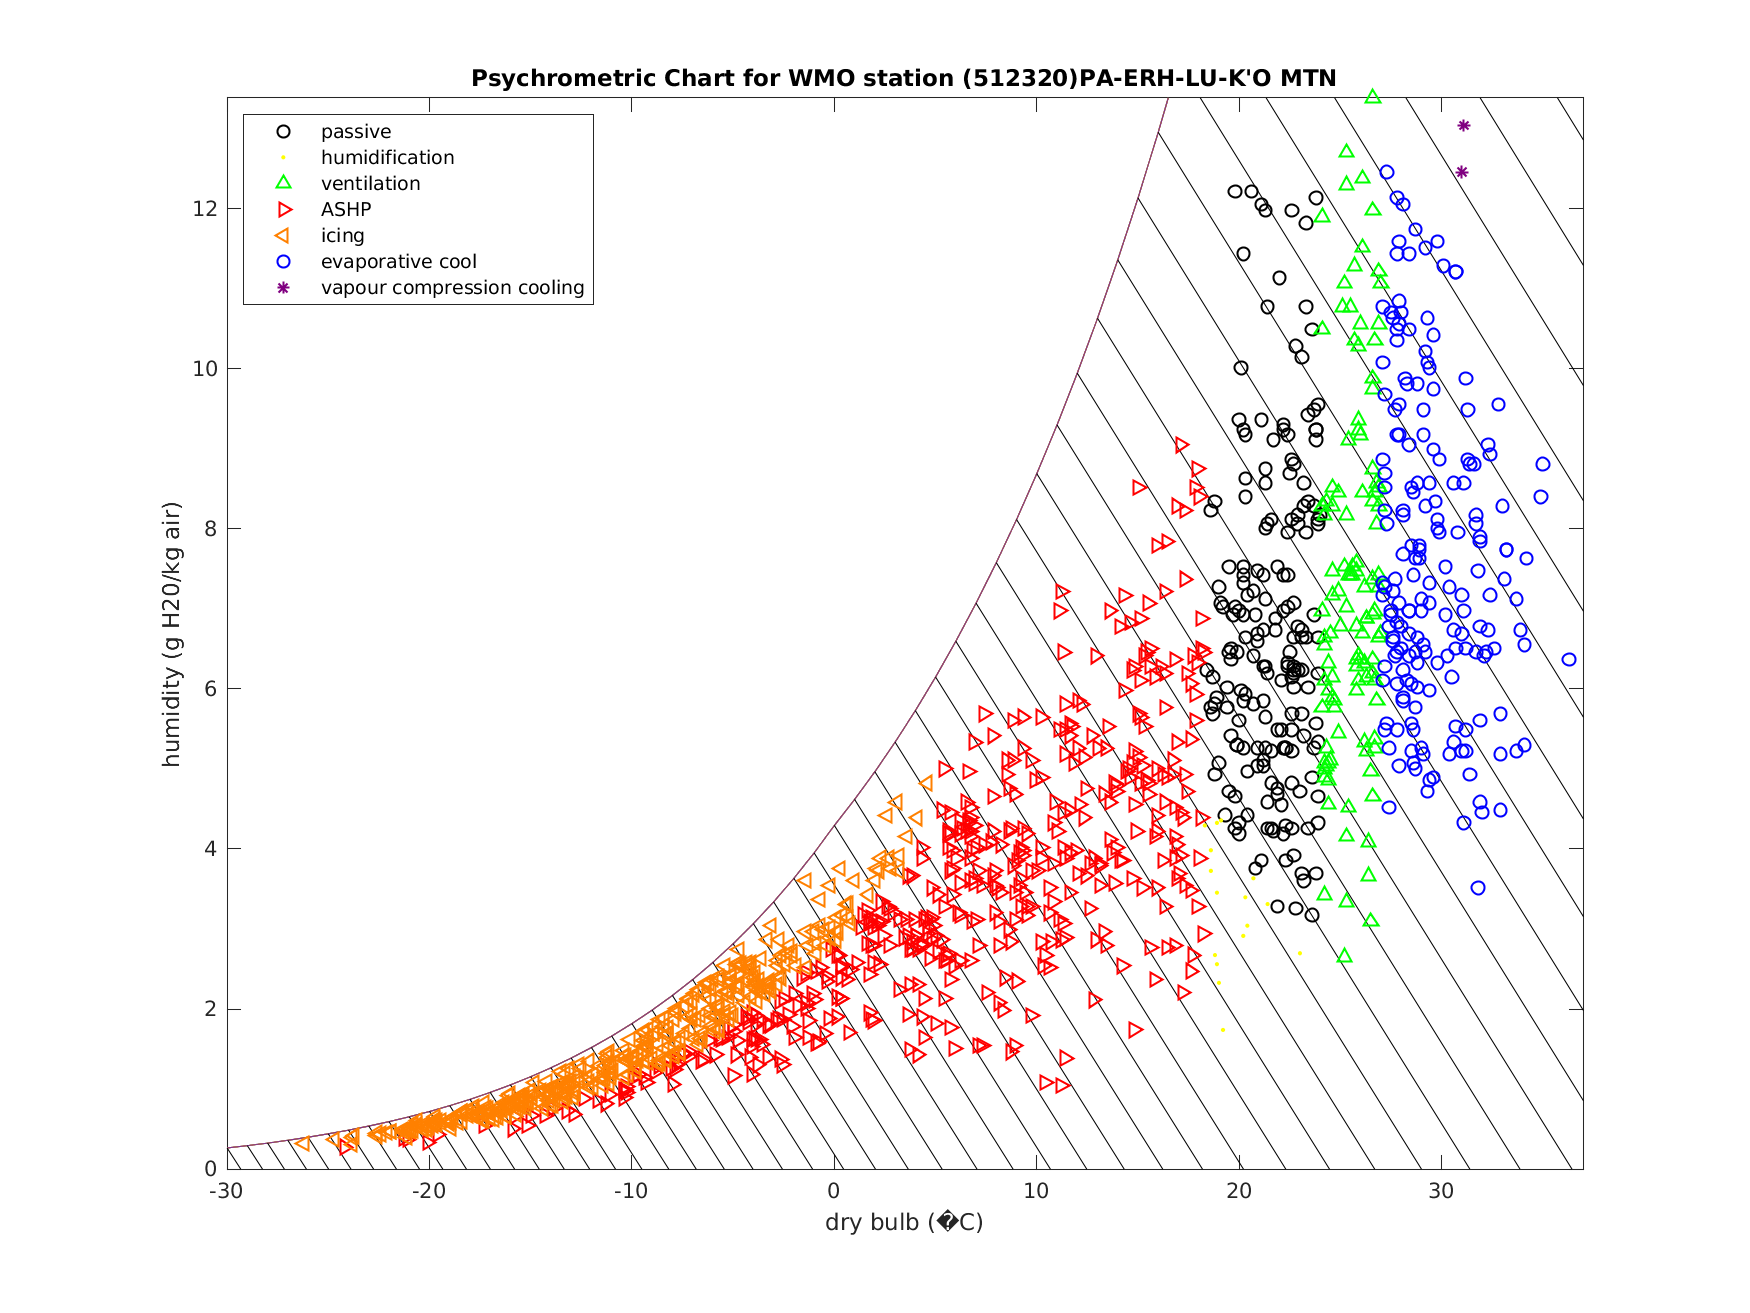 Psychrometric Chart for WMO station (512320)PA-ERH-LU-K'O MTN
passive
humidification
ventilation
ASHP
icing
evaporative cool
vapour compression cooling
humidity (g H20/kg air)
12
10
8
6
4
2
0
-30 -20 -10 0 10 20 30
dry bulb (�C)